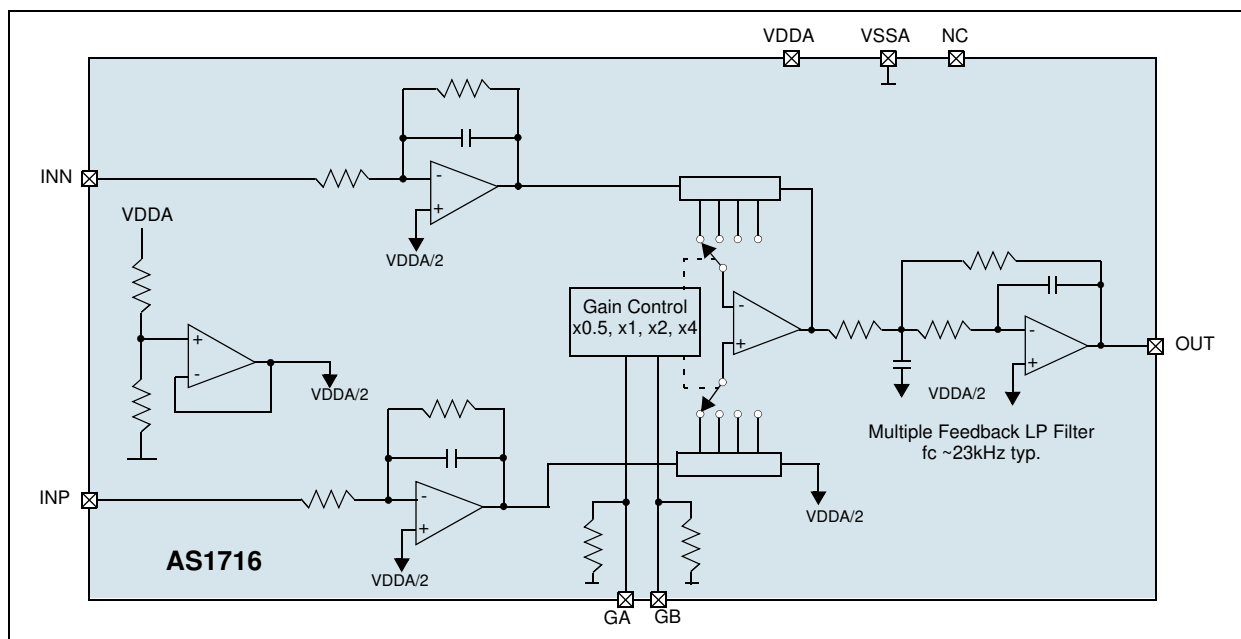 VDDA
VSSA
NC
INN
-
+
VDDA/2
VDDA
+
-
VDDA/2
Gain Control
x0.5, x1, x2, x4
-
+
-
+
VDDA/2
OUT
Multiple Feedback LP Filter
fc ~23kHz typ.
INP
-
+
VDDA/2
VDDA/2
AS1716
GA
GB